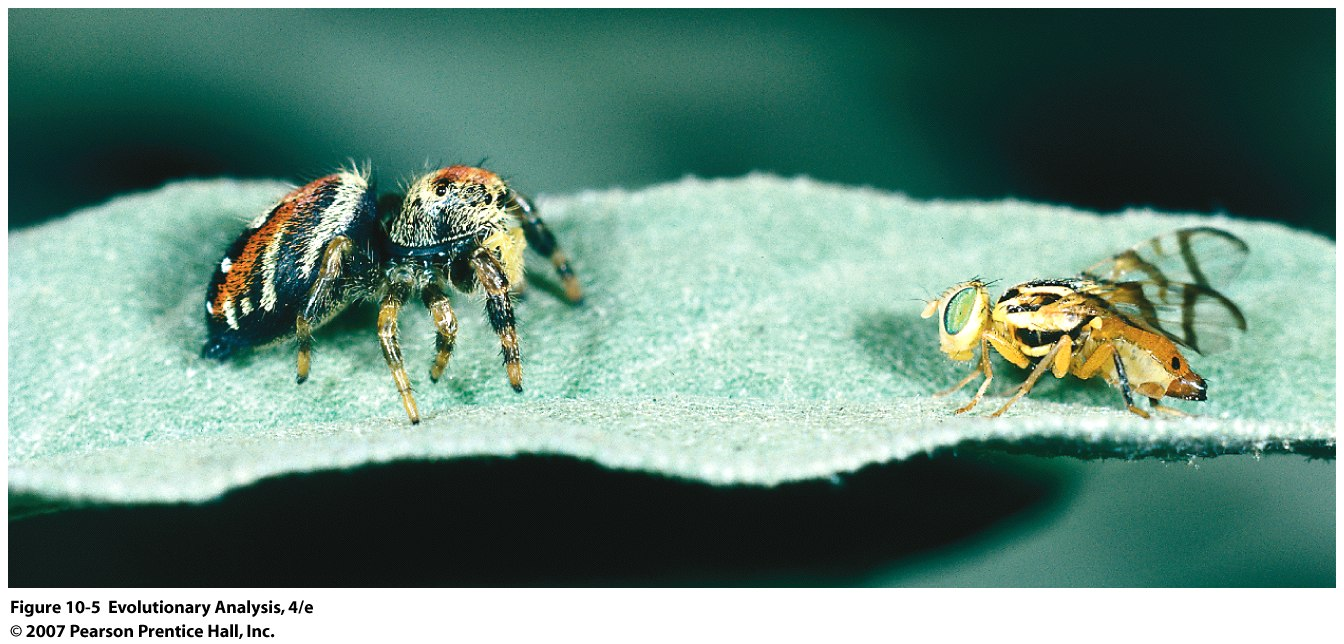 Figure 10-5 Evolutionary Analysis, 4/e
© 2007 Pearson Prentice Hall, Inc.